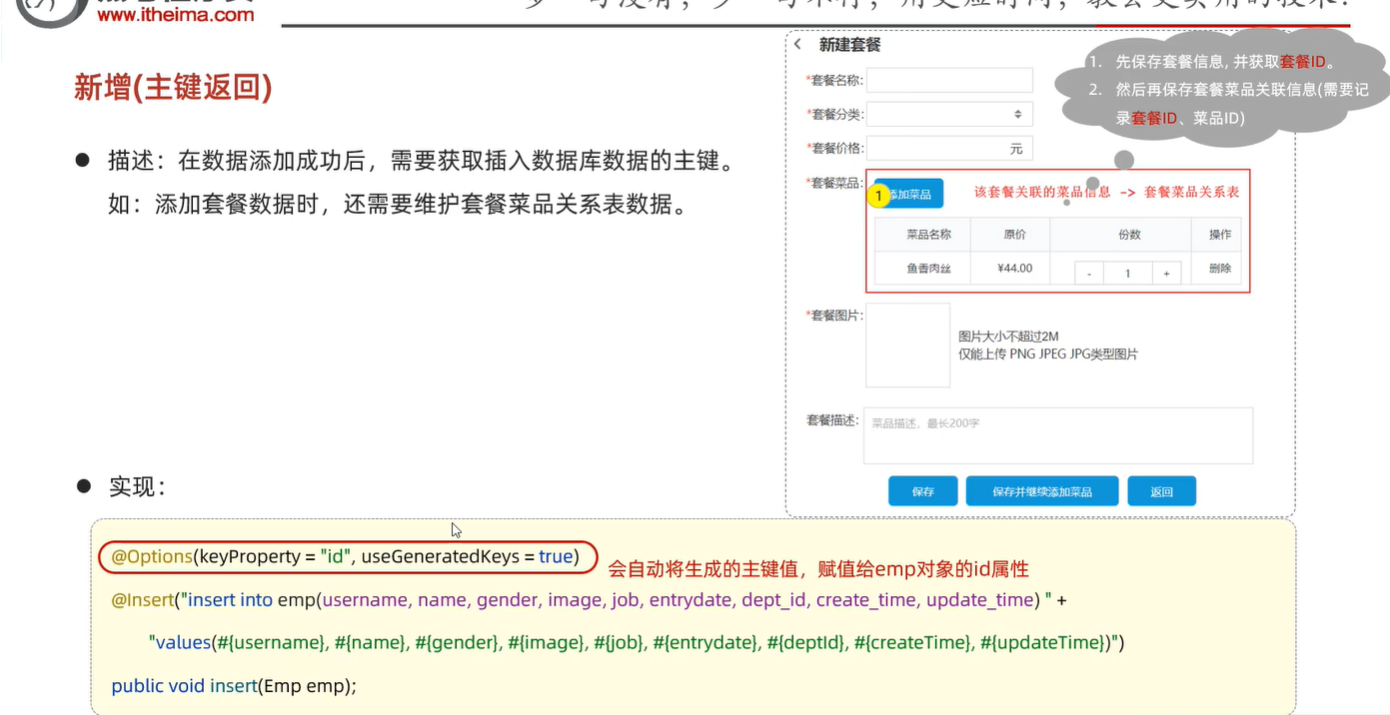 www.itheima.com
新增(主键返回)
● 描述：在数据添加成功后，需要获取插入数据库数据的主键。
如：添加套餐数据时，还需要维护套餐菜品关系表数据。
新建套餐
*套餐名称:
*套餐分类:
*套餐价格:
元
*套餐菜品:
1
添加菜品
该套餐关联的菜品信息 -> 套餐菜品关系表
菜品名称 原价 份数 操作
鱼香肉丝 ¥44.00 - 1 + 删除
*套餐图片:
图片大小不超过2M
仅能上传 PNG JPEG JPG类型图片
套餐描述:
菜品描述，最长200字
保存 保存并继续添加菜品 返回
1. 先保存套餐信息, 并获取套餐ID。
2. 然后再保存套餐菜品关联信息(需要记
录套餐ID、菜品ID)
● 实现：
@Options(keyProperty = "id", useGeneratedKeys = true)
会自动将生成的主键值，赋值给emp对象的id属性
@Insert("insert into emp(username, name, gender, image, job, entrydate, dept_id, create_time, update_time) " +
"values(#{username}, #{name}, #{gender}, #{image}, #{job}, #{entrydate}, #{deptId}, #{createTime}, #{updateTime})")
public void insert(Emp emp);